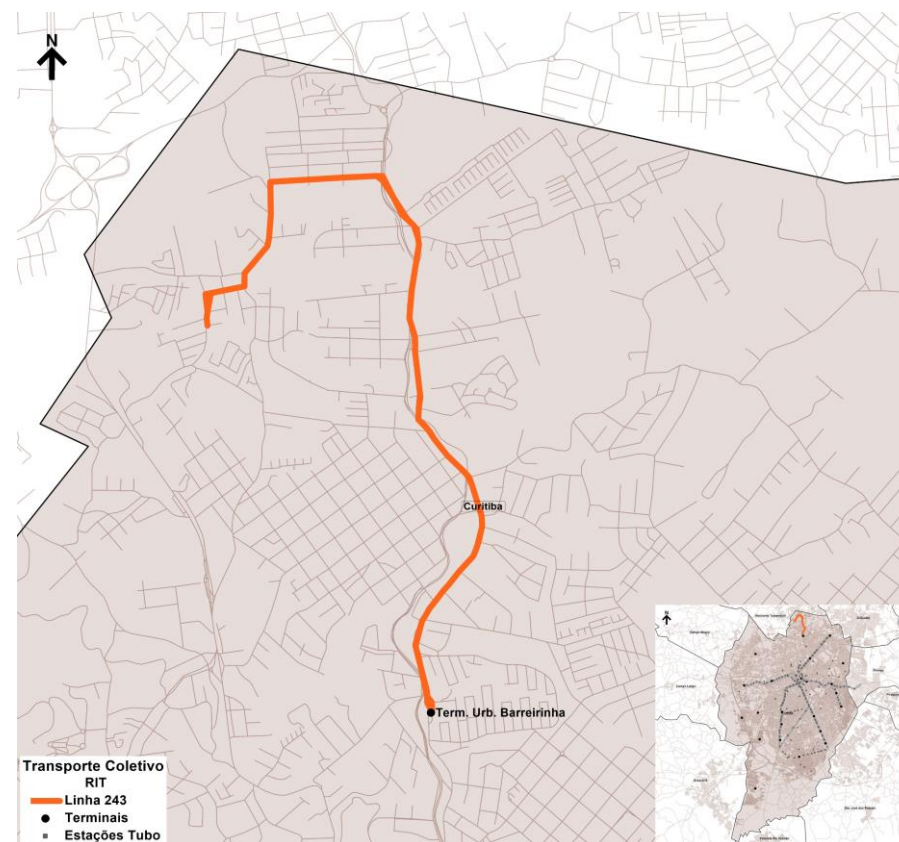 N
Curitiba
Term. Urb. Barreirinha
Transporte Coletivo
RIT
Linha 243
Terminais
Estações Tubo
N